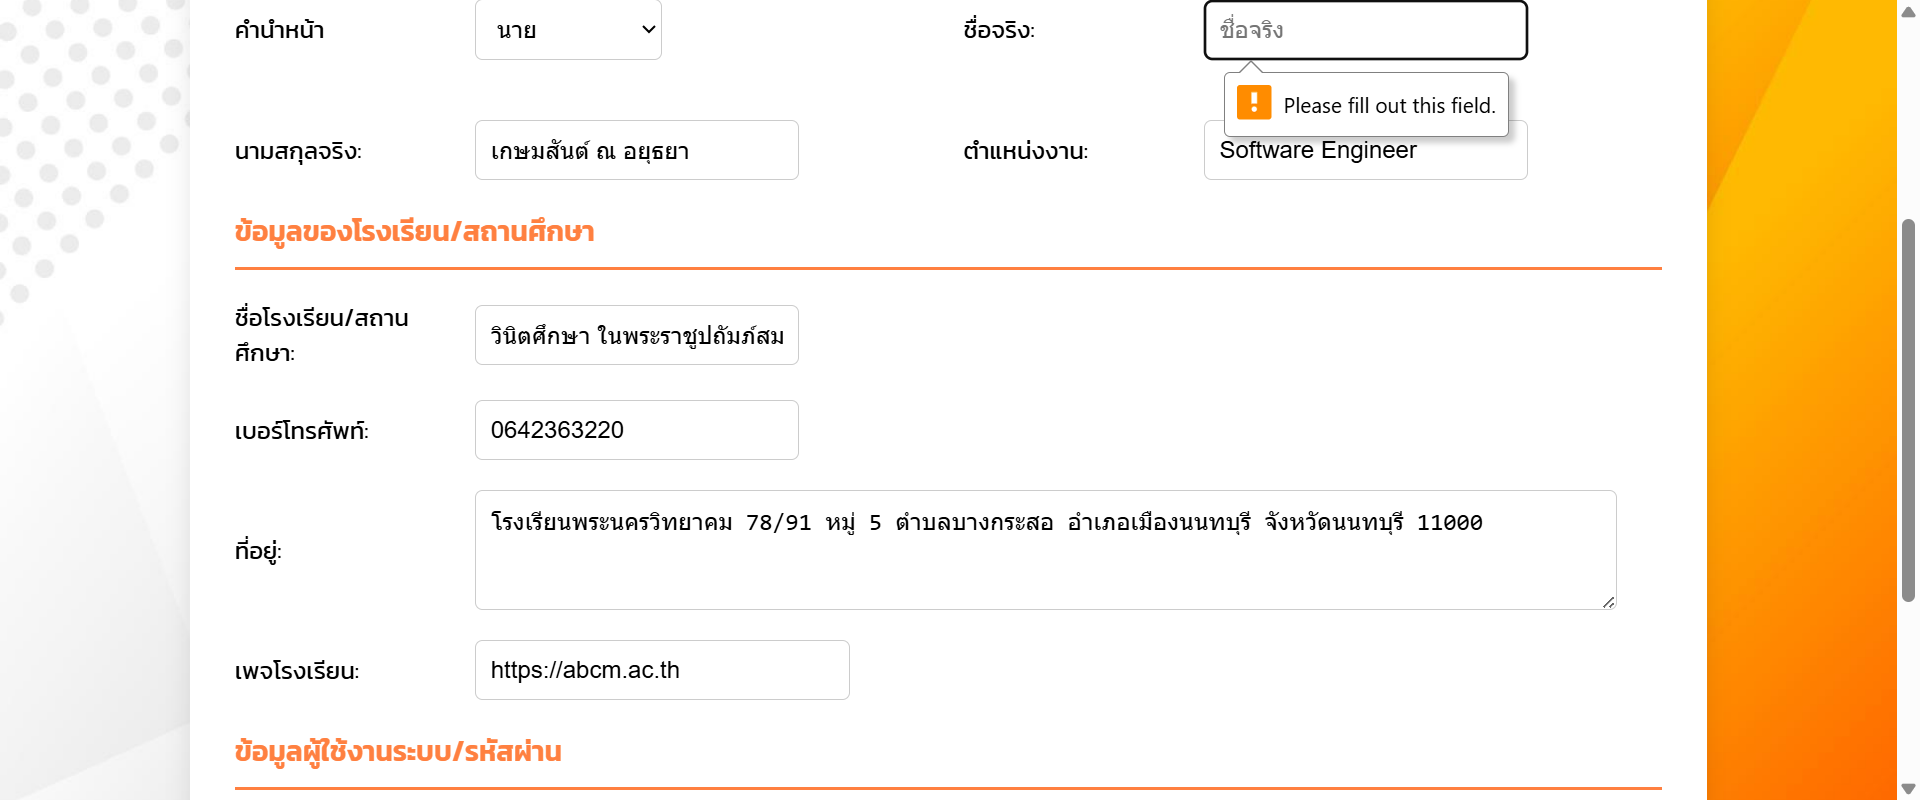 คำนำหน้า
นาย
ชื่อจริง:
ชื่อจริง
Please fill out this field.
นามสกุลจริง:
เกษมสันต์ ณ อยุธยา
ตำแหน่งงาน:
Software Engineer
ข้อมูลของโรงเรียน/สถานศึกษา
ชื่อโรงเรียน/สถาน
ศึกษา:
วินิตศึกษา ในพระราชูปถัมภ์สม
เบอร์โทรศัพท์:
0642363220
ที่อยู่:
โรงเรียนพระนครวิทยาคม 78/91 หมู่ 5 ตำบลบางกระสอ อำเภอเมืองนนทบุรี จังหวัดนนทบุรี 11000
เพจโรงเรียน:
https://abcm.ac.th
ข้อมูลผู้ใช้งานระบบ/รหัสผ่าน